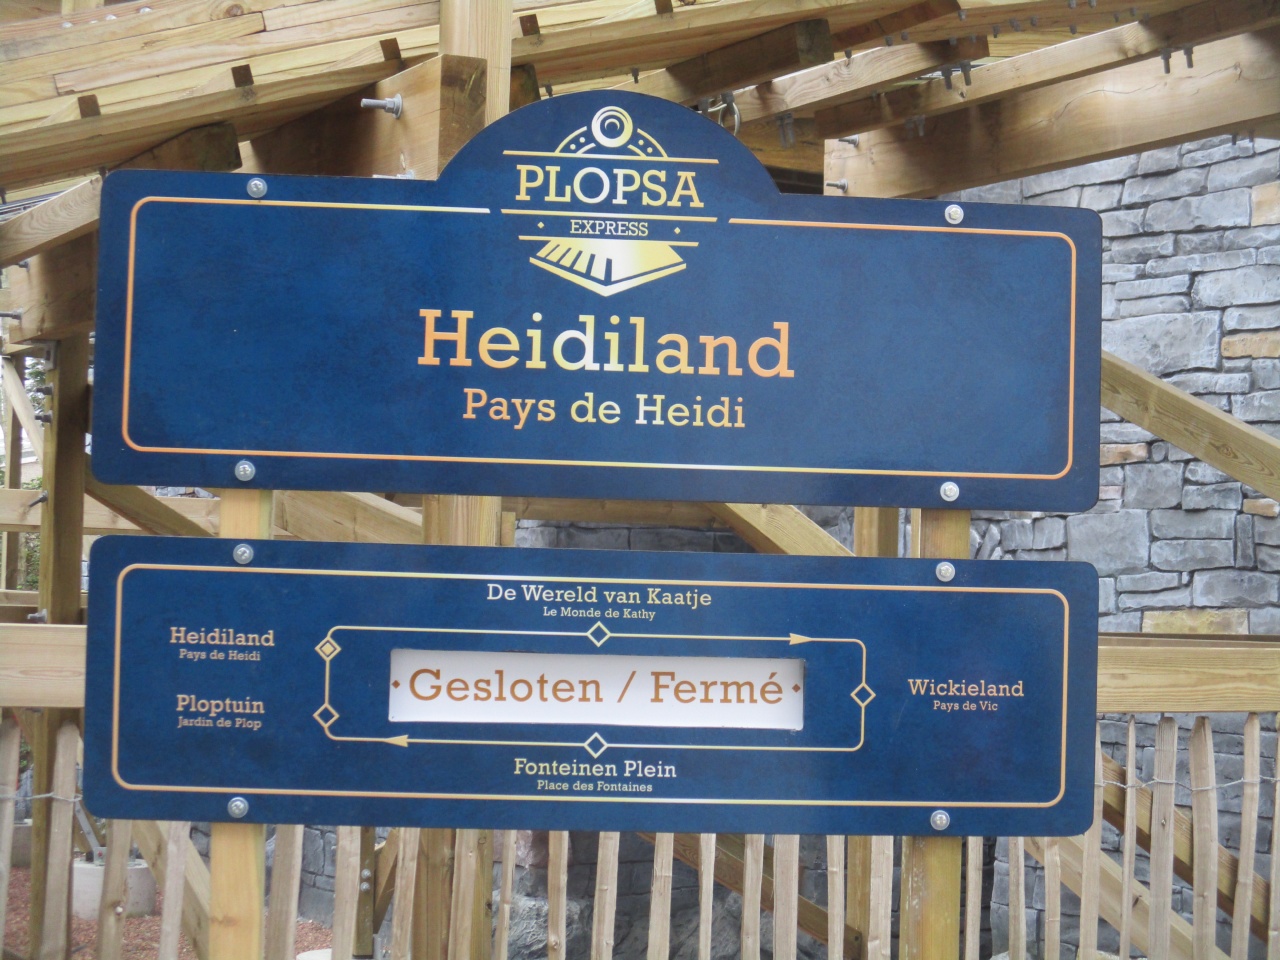 PLOPSA
EXPRESS
Heidiland
Pays de Heidi
De Wereld van Kaatje
Le Monde de Kathy
Heidiland
Pays de Heidi
Gesloten / Fermé
Ploptuin
Jardin de Plop
Wickieland
Pays de Vic
Fonteinen Plein
Place des Fontaines